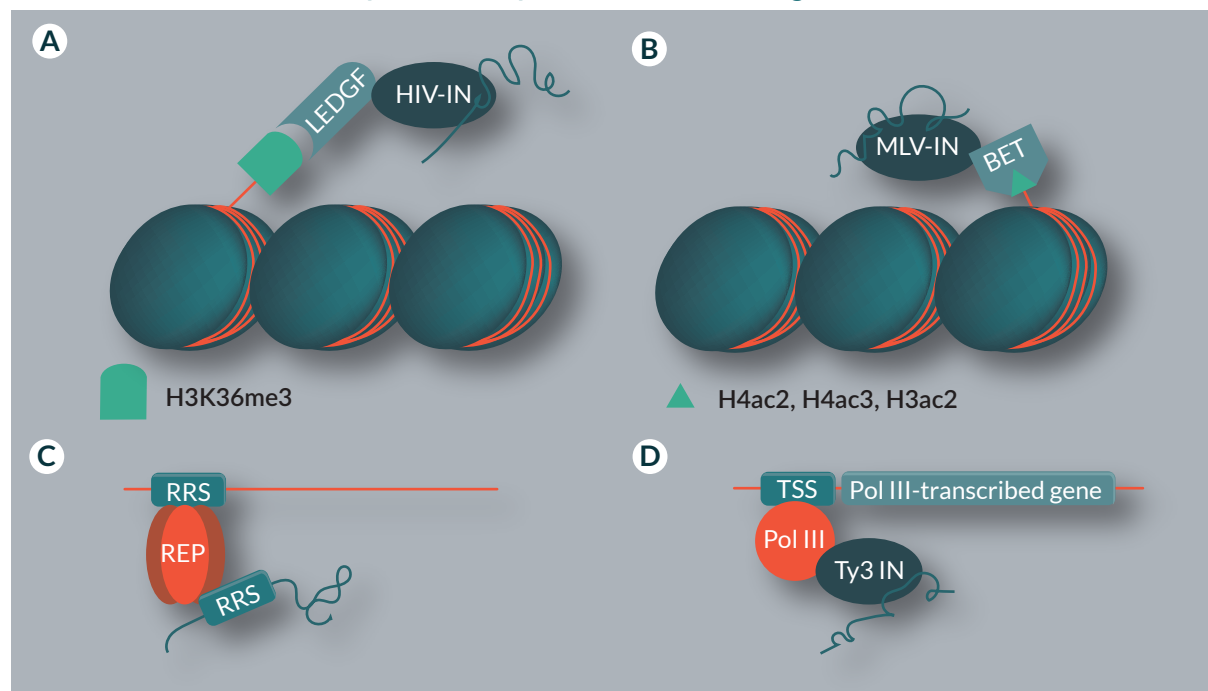 A
LEDGF
HIV-IN
H3K36me3
B
MLV-IN
BET
H4ac2, H4ac3, H3ac2
C
RRS
REP
RRS
D
TSS
Pol III-transcribed gene
Pol III
Ty3 IN